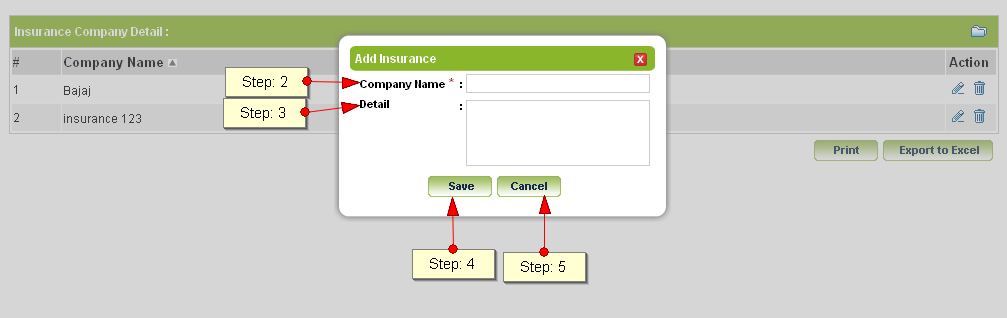 Insurance Company Detail :
# Company Name Action
1 Bajaj
2 insurance 123
Add Insurance X
Company Name * :
Detail :
Save Cancel
Print Export to Excel
Step: 2
Step: 3
Step: 4
Step: 5